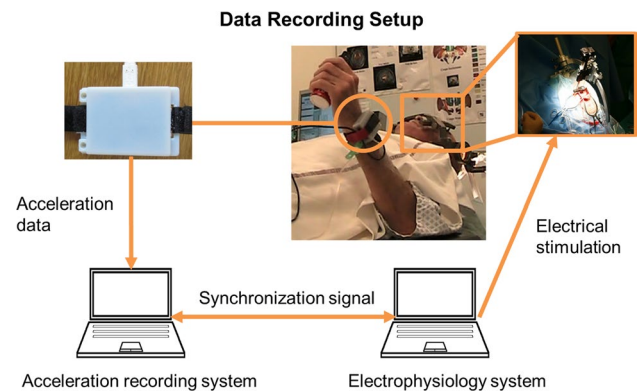 Data Recording Setup
Acceleration
data
Electrical
stimulation
Synchronization signal
Acceleration recording system
Electrophysiology system